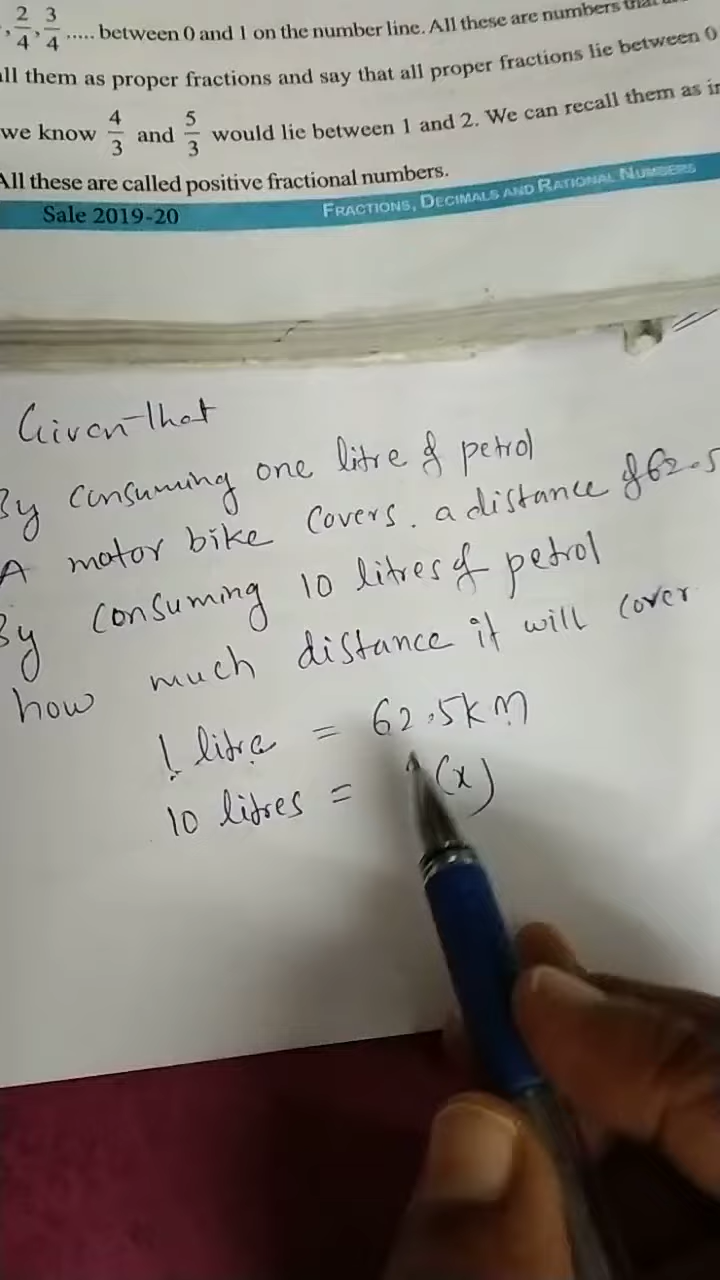 , 2/4, 3/4 ..... between 0 and 1 on the number line. All these are numbers
all them as proper fractions and say that all proper fractions lie between 0
we know 4/3 and 5/3 would lie between 1 and 2. We can recall them as
All these are called positive fractional numbers.
Sale 2019-20 FRACTIONS, DECIMALS AND RATIONAL NUMBERS
Given that
By consuming one litre of petrol
A motor bike covers. a distance of 62.5
By consuming 10 litres of petrol
how much distance it will cover
1 litre = 62.5km
10 litres = (x)